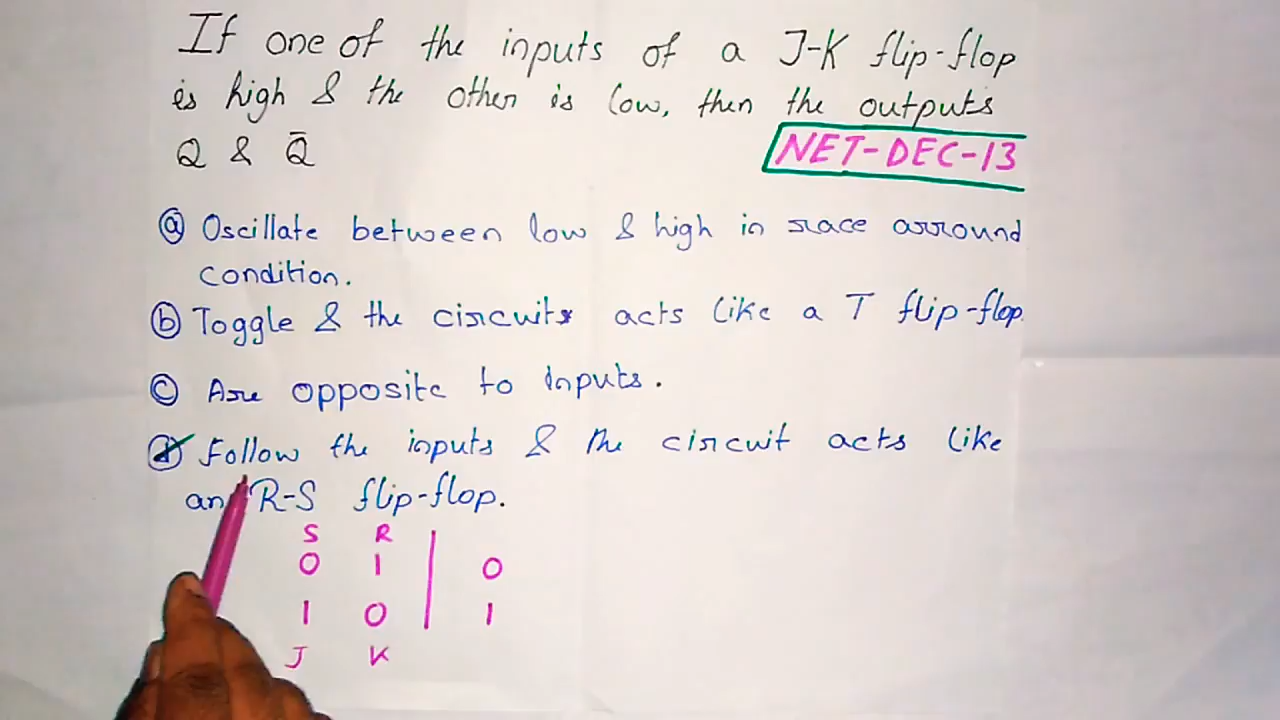 If one of the inputs of a J-K flip-flop
is high & the other is low, then the outputs
Q & Q̄
NET-DEC-13
ⓐ Oscillate between low & high in race arround
condition.
ⓑ Toggle & the circuits acts like a T flip-flop.
ⓒ Are opposite to Inputs.
ⓓ Follow the inputs & the circuit acts like
an R-S flip-flop.
S R
0 1 | 0
1 0 | 1
J K